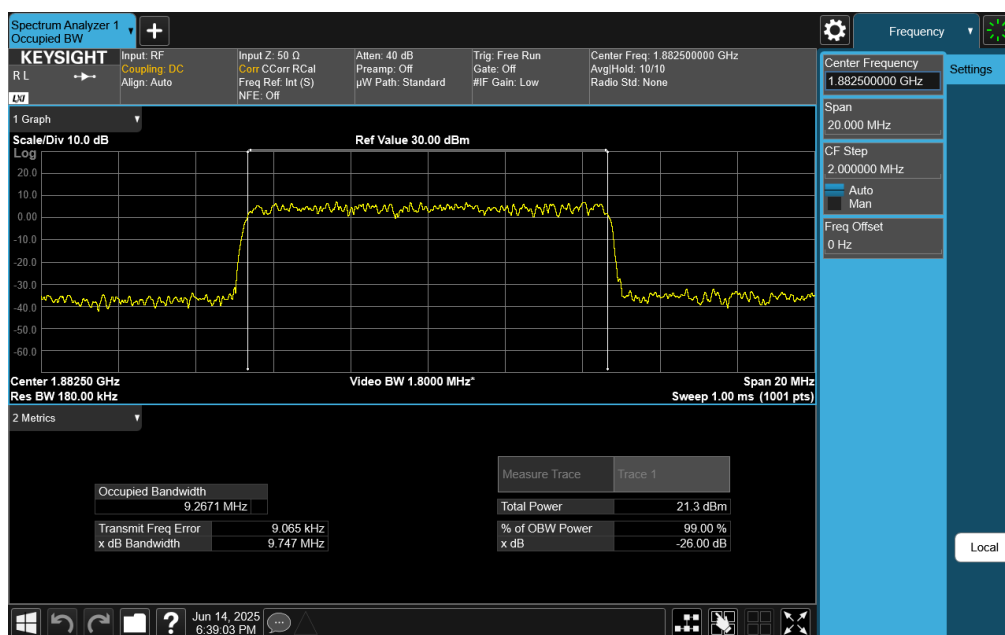 Spectrum Analyzer 1
Occupied BW
Frequency
KEYSIGHT
R L
LXI
Input: RF
Coupling: DC
Align: Auto
Input Z: 50 Ω
Corr CCorr RCal
Freq Ref: Int (S)
NFE: Off
Atten: 40 dB
Preamp: Off
µW Path: Standard
Trig: Free Run
Gate: Off
#IF Gain: Low
Center Freq: 1.882500000 GHz
Avg|Hold: 10/10
Radio Std: None
1 Graph
Scale/Div 10.0 dB
Ref Value 30.00 dBm
Log
20.0
10.0
0.00
-10.0
-20.0
-30.0
-40.0
-50.0
-60.0
Center 1.88250 GHz
Video BW 1.8000 MHz*
Span 20 MHz
Res BW 180.00 kHz
Sweep 1.00 ms (1001 pts)
2 Metrics
Measure Trace
Trace 1
Occupied Bandwidth
9.2671 MHz
Total Power
21.3 dBm
Transmit Freq Error
9.065 kHz
% of OBW Power
99.00 %
x dB Bandwidth
9.747 MHz
x dB
-26.00 dB
Center Frequency
1.882500000 GHz
Settings
Span
20.000 MHz
CF Step
2.000000 MHz
Auto
Man
Freq Offset
0 Hz
Local
?
Jun 14, 2025
6:39:03 PM